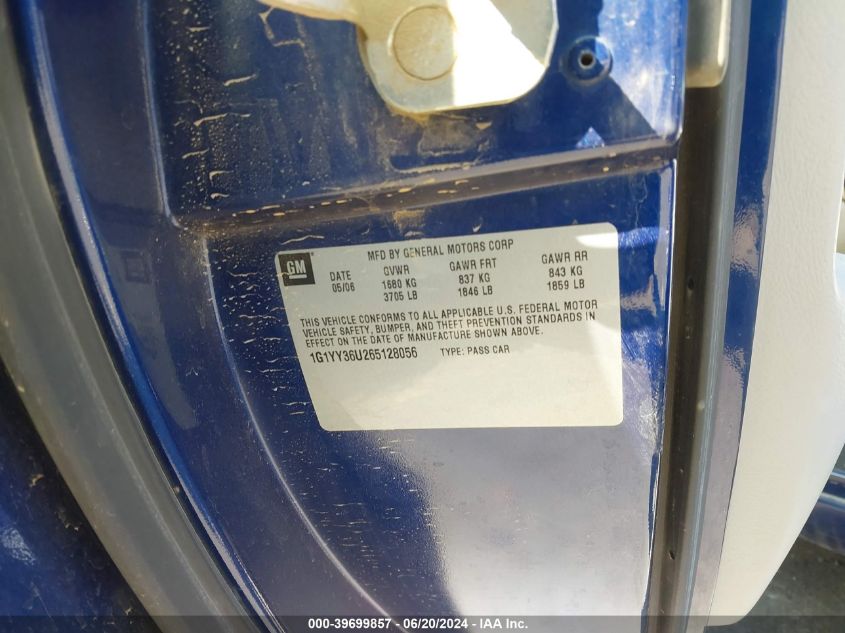 GM
MFD BY GENERAL MOTORS CORP
DATE GVWR GAWR FRT GAWR RR
05/06 1680 KG 837 KG 843 KG
3705 LB 1846 LB 1859 LB
THIS VEHICLE CONFORMS TO ALL APPLICABLE U.S. FEDERAL MOTOR
VEHICLE SAFETY, BUMPER, AND THEFT PREVENTION STANDARDS IN
EFFECT ON THE DATE OF MANUFACTURE SHOWN ABOVE.
1G1YY36U265128056 TYPE: PASS CAR
000-39699857 - 06/20/2024 - IAA Inc.